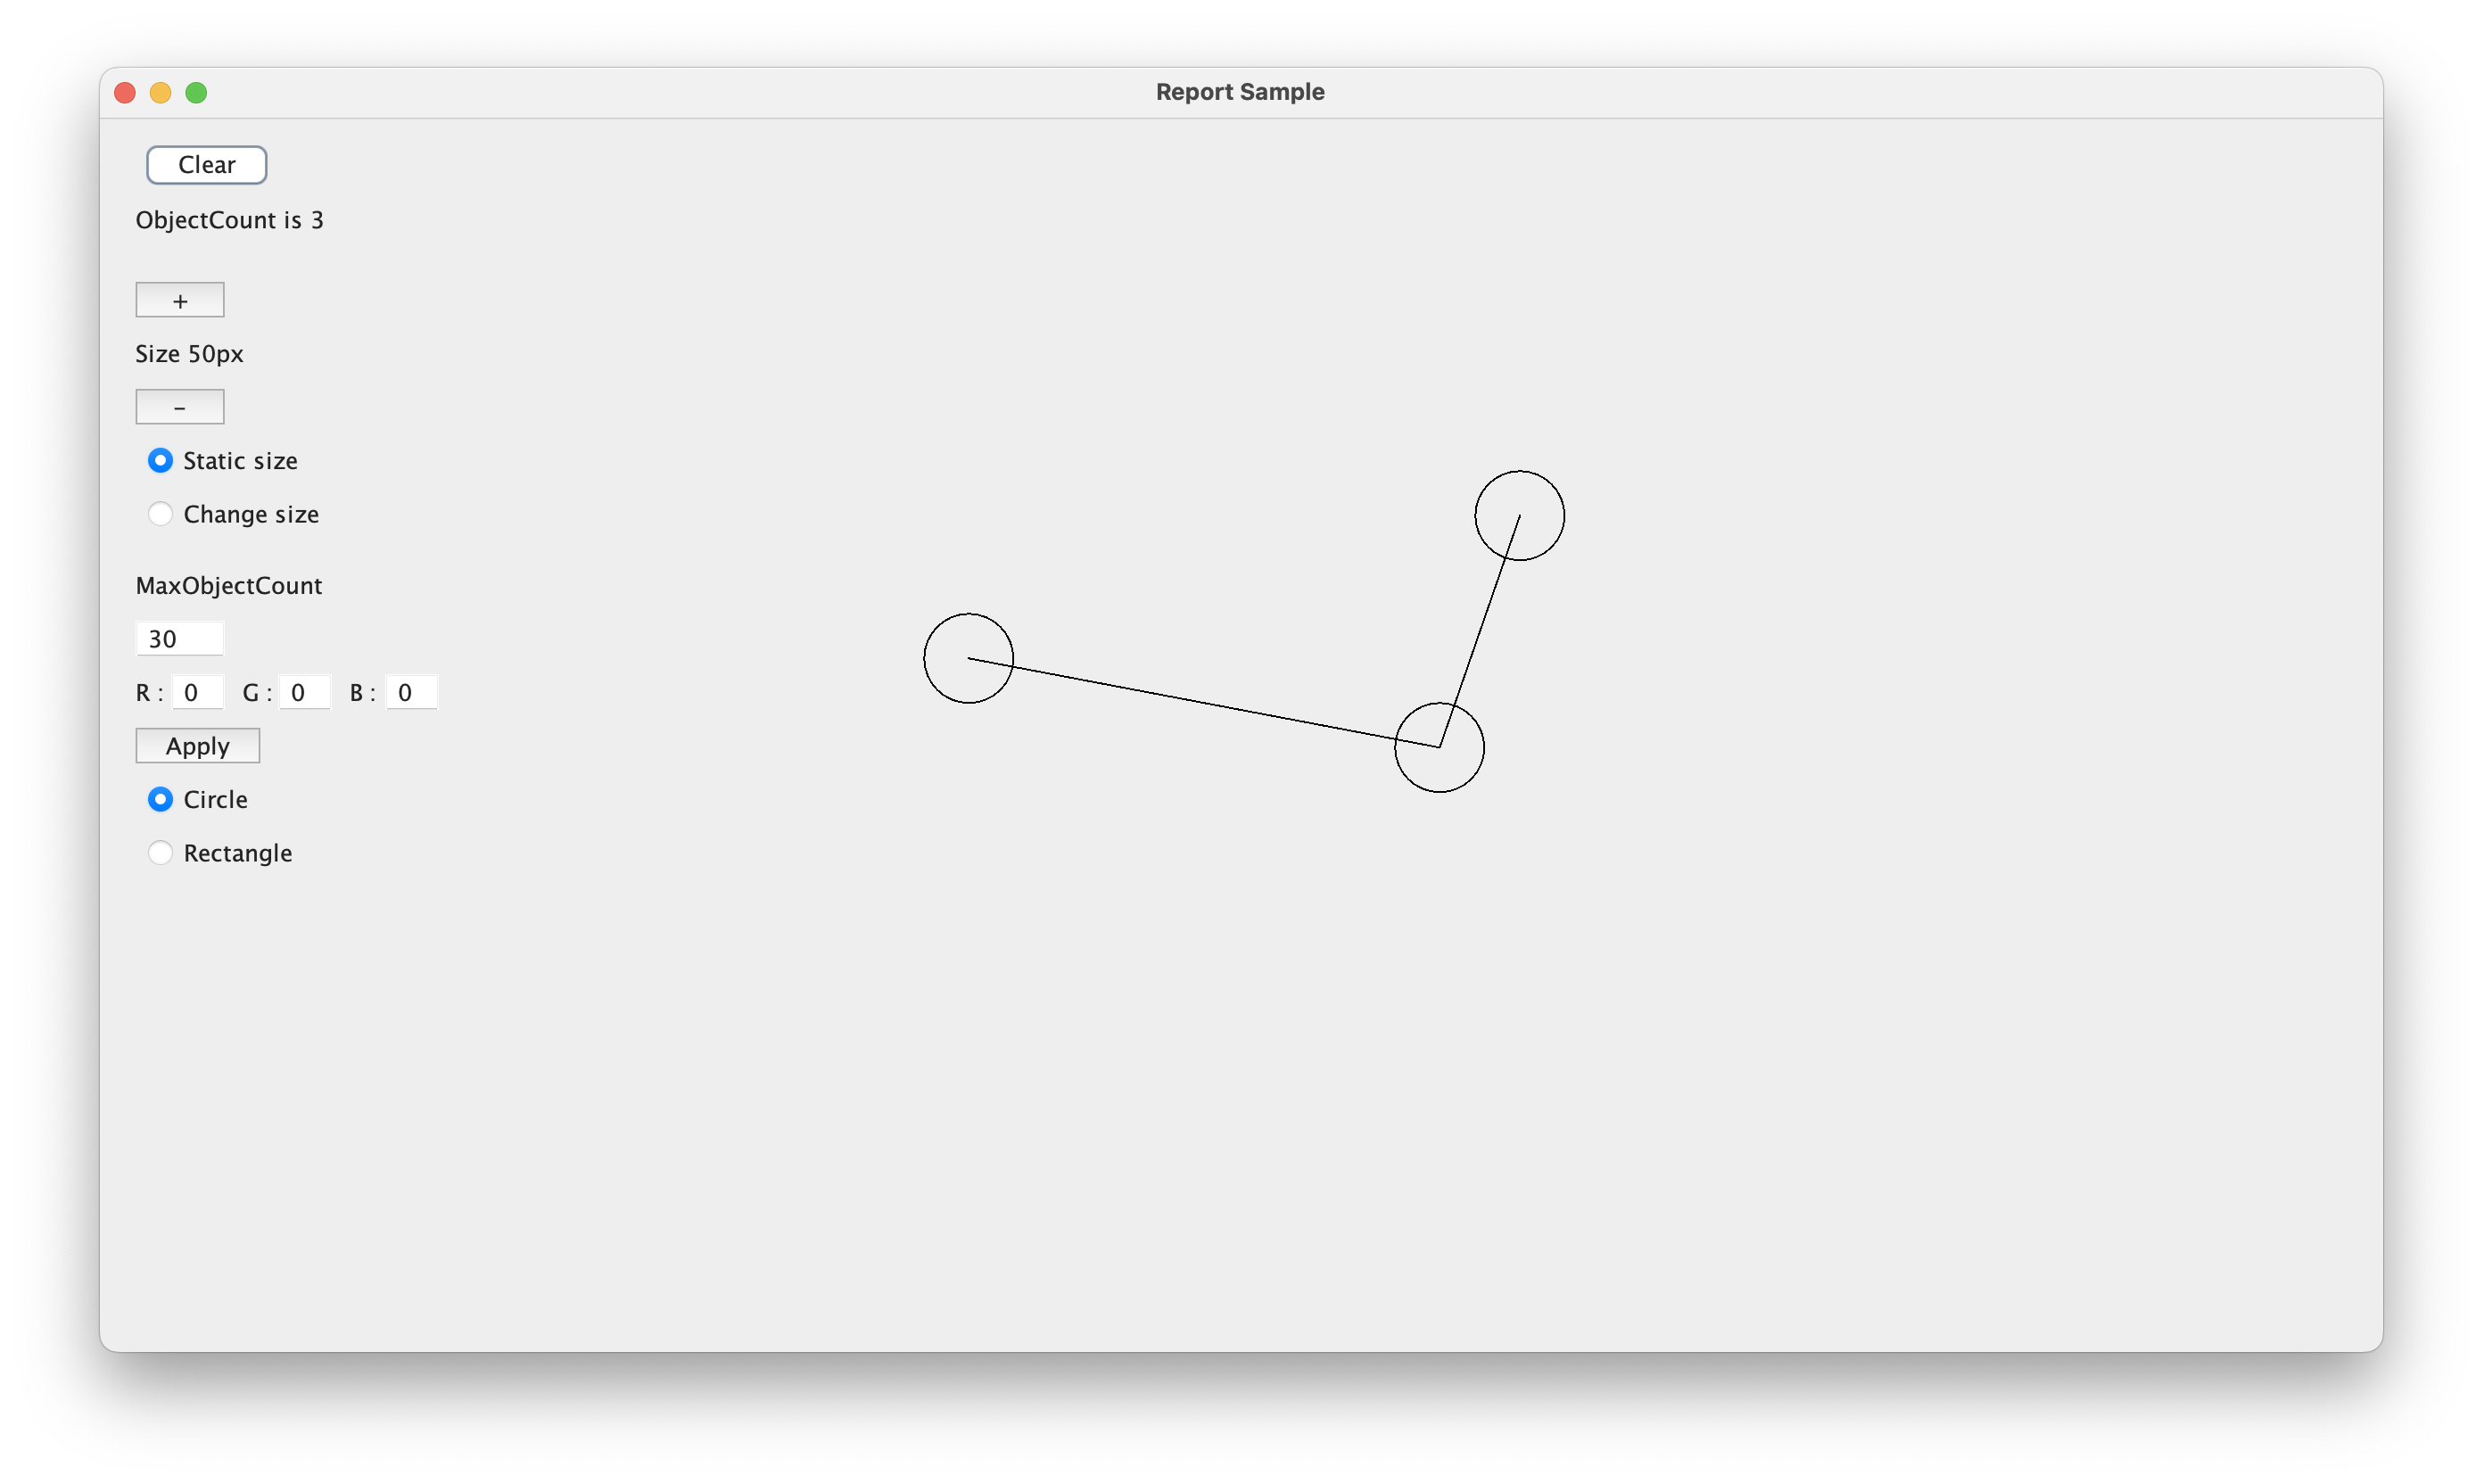 Report Sample
Clear
ObjectCount is 3
+
Size 50px
-
Static size
Change size
MaxObjectCount
30
R : 0 G : 0 B : 0
Apply
Circle
Rectangle